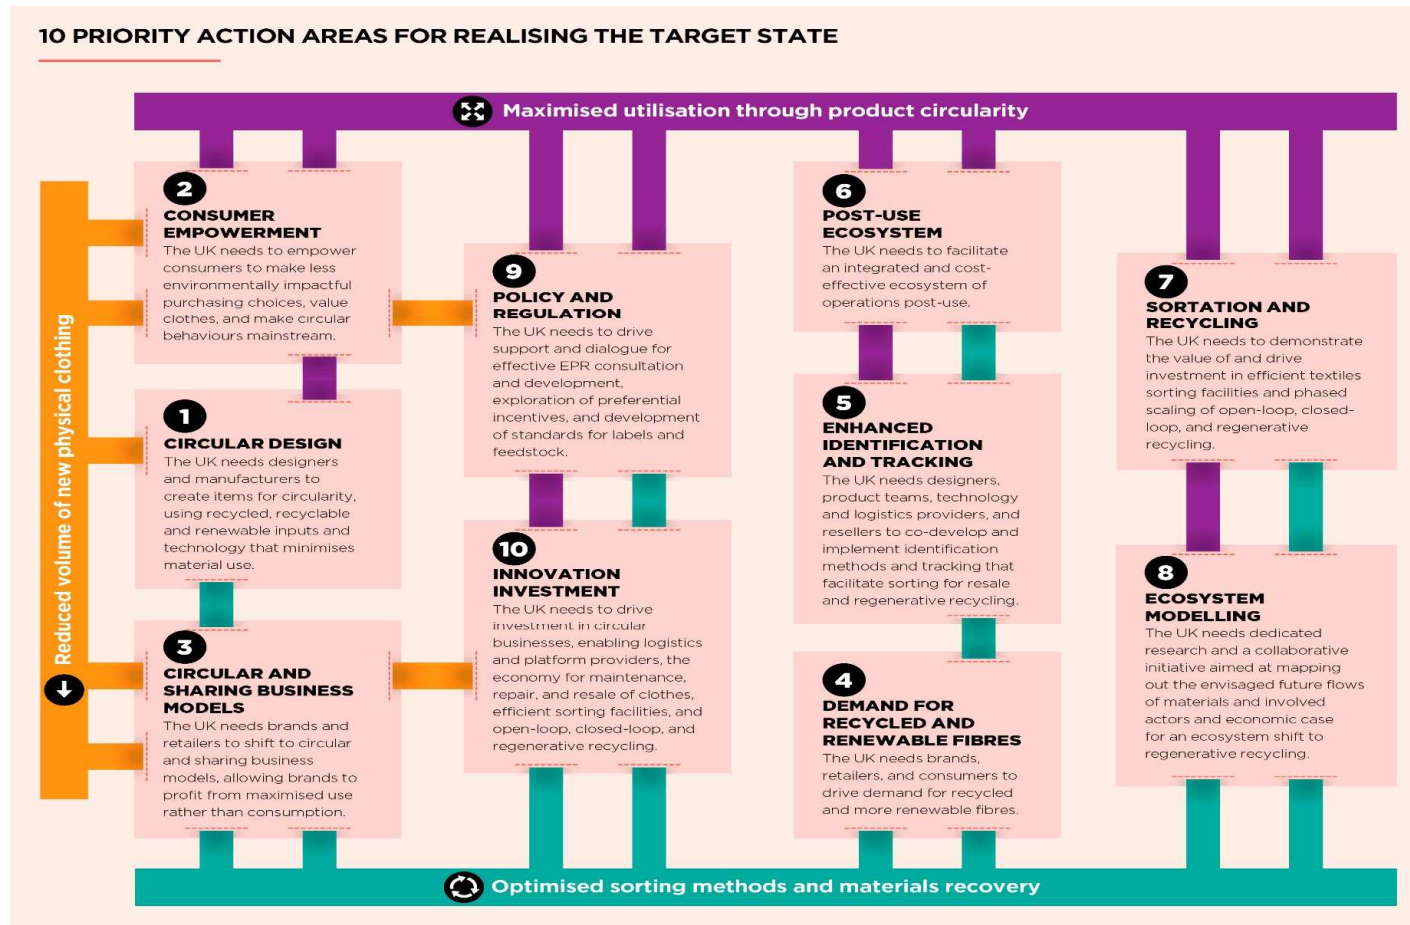 10 PRIORITY ACTION AREAS FOR REALISING THE TARGET STATE
Maximised utilisation through product circularity
Reduced volume of new physical clothing
2
CONSUMER
EMPOWERMENT
The UK needs to empower
consumers to make less
environmentally impactful
purchasing choices, value
clothes, and make circular
behaviours mainstream.
1
CIRCULAR DESIGN
The UK needs designers
and manufacturers to
create items for circularity,
using recycled, recyclable
and renewable inputs and
technology that minimises
material use.
3
CIRCULAR AND
SHARING BUSINESS
MODELS
The UK needs brands and
retailers to shift to circular
and sharing business
models, allowing brands to
profit from maximised use
rather than consumption.
9
POLICY AND
REGULATION
The UK needs to drive
support and dialogue for
effective EPR consultation
and development,
exploration of preferential
incentives, and development
of standards for labels and
feedstock.
10
INNOVATION
INVESTMENT
The UK needs to drive
investment in circular
businesses, enabling logistics
and platform providers, the
economy for maintenance,
repair, and resale of clothes,
efficient sorting facilities, and
open-loop, closed-loop, and
regenerative recycling.
6
POST-USE
ECOSYSTEM
The UK needs to facilitate
an integrated and cost-
effective ecosystem of
operations post-use.
5
ENHANCED
IDENTIFICATION
AND TRACKING
The UK needs designers,
product teams, technology
and logistics providers, and
resellers to co-develop and
implement identification
methods and tracking that
facilitate sorting for resale
and regenerative recycling.
4
DEMAND FOR
RECYCLED AND
RENEWABLE FIBRES
The UK needs brands,
retailers, and consumers to
drive demand for recycled
and more renewable fibres.
7
SORTATION AND
RECYCLING
The UK needs to demonstrate
the value of and drive
investment in efficient textiles
sorting facilities and phased
scaling of open-loop, closed-
loop, and regenerative
recycling.
8
ECOSYSTEM
MODELLING
The UK needs dedicated
research and a collaborative
initiative aimed at mapping
out the envisaged future flows
of materials and involved
actors and economic case
for an ecosystem shift to
regenerative recycling.
Optimised sorting methods and materials recovery